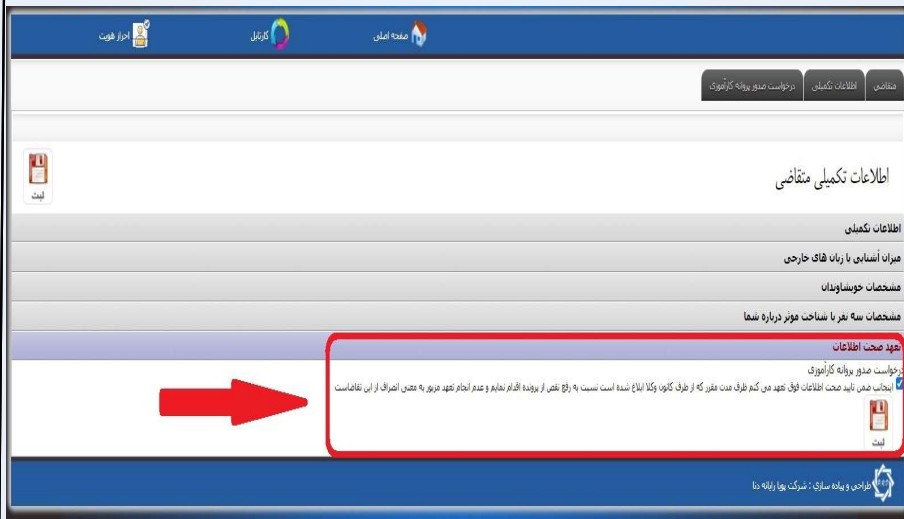 صفحه اصلی
کارتابل
احراز هویت
متقاضی
اطلاعات تکمیلی
درخواست صدور پروانه کارآموزی
اطلاعات تکمیلی متقاضی
ثبت
اطلاعات تکمیلی
میزان آشنایی با زبان های خارجی
مشخصات خویشاوندان
مشخصات سه نفر با شناخت موثر درباره شما
تعهد صحت اطلاعات
درخواست صدور پروانه کارآموزی
اینجانب ضمن تایید صحت اطلاعات فوق تعهد می کنم ظرف مدت مقرر که از طرف کانون وکلا ابلاغ شده است نسبت به رفع نقص از پرونده اقدام نمایم و عدم انجام تعهد مزبور به معنی انصراف از این تقاضاست
ثبت
طراحی و پیاده سازی : شرکت پویا رایانه دنا